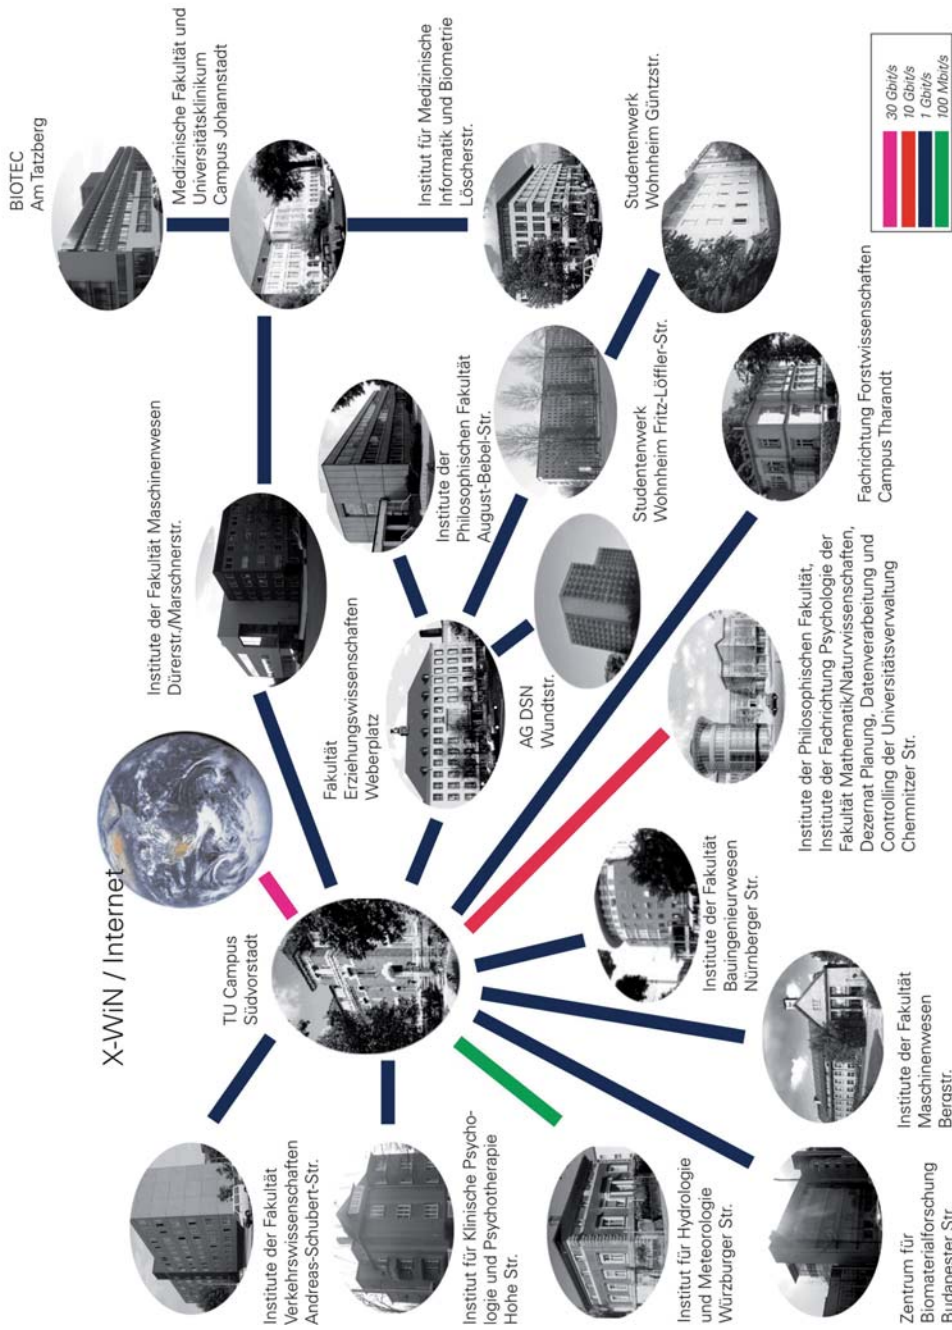 X-WiN / Internet
TU Campus
Südvorstadt
Institute der Fakultät
Verkehrswissenschaften
Andreas-Schubert-Str.
Institut für Klinische Psycho-
logie und Psychotherapie
Hohe Str.
Institut für Hydrologie
und Meteorologie
Würzburger Str.
Zentrum für
Biomaterialforschung
Budapester Str.
Institute der Fakultät
Maschinenwesen
Bergstr.
Institute der Fakultät
Bauingenieurwesen
Nürnberger Str.
Institute der Philosophischen Fakultät,
Institute der Fachrichtung Psychologie der
Fakultät Mathematik/Naturwissenschaften,
Dezernat Planung, Datenverarbeitung und
Controlling der Universitätsverwaltung
Chemnitzer Str.
Fachrichtung Forstwissenschaften
Campus Tharandt
Fakultät
Erziehungswissenschaften
Weberplatz
AG DSN
Wundtstr.
Studentenwerk
Wohnheim Fritz-Löffler-Str.
Studentenwerk
Wohnheim Güntzstr.
Institute der
Philosophischen Fakultät
August-Bebel-Str.
Institute der Fakultät Maschinenwesen
Dürerstr./Marschnerstr.
BIOTEC
Am Tatzberg
Medizinische Fakultät und
Universitätsklinikum
Campus Johannstadt
Institut für Medizinische
Informatik und Biometrie
Löscherstr.
30 Gbit/s
10 Gbit/s
1 Gbit/s
100 Mbit/s